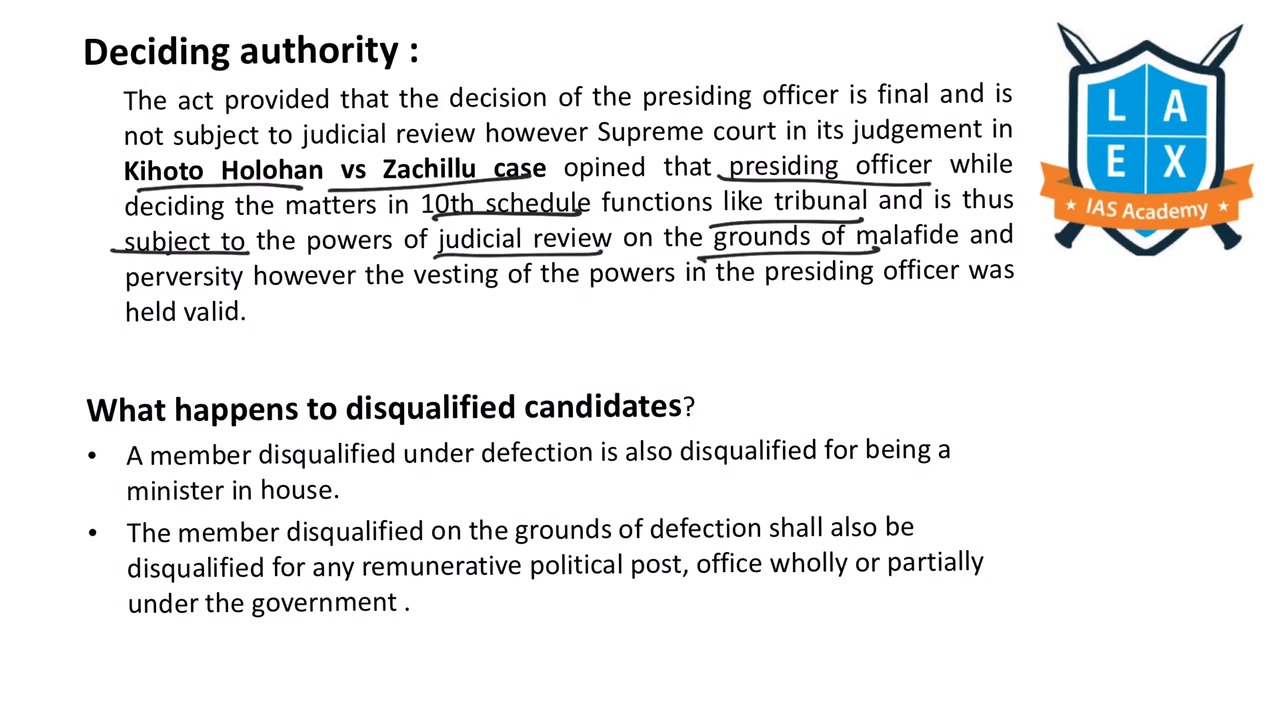 Deciding authority :
The act provided that the decision of the presiding officer is final and is
not subject to judicial review however Supreme court in its judgement in
Kihoto Holohan vs Zachillu case opined that presiding officer while
deciding the matters in 10th schedule functions like tribunal and is thus
subject to the powers of judicial review on the grounds of malafide and
perversity however the vesting of the powers in the presiding officer was
held valid.
What happens to disqualified candidates?
• A member disqualified under defection is also disqualified for being a
minister in house.
• The member disqualified on the grounds of defection shall also be
disqualified for any remunerative political post, office wholly or partially
under the government .
L A
E X
IAS Academy